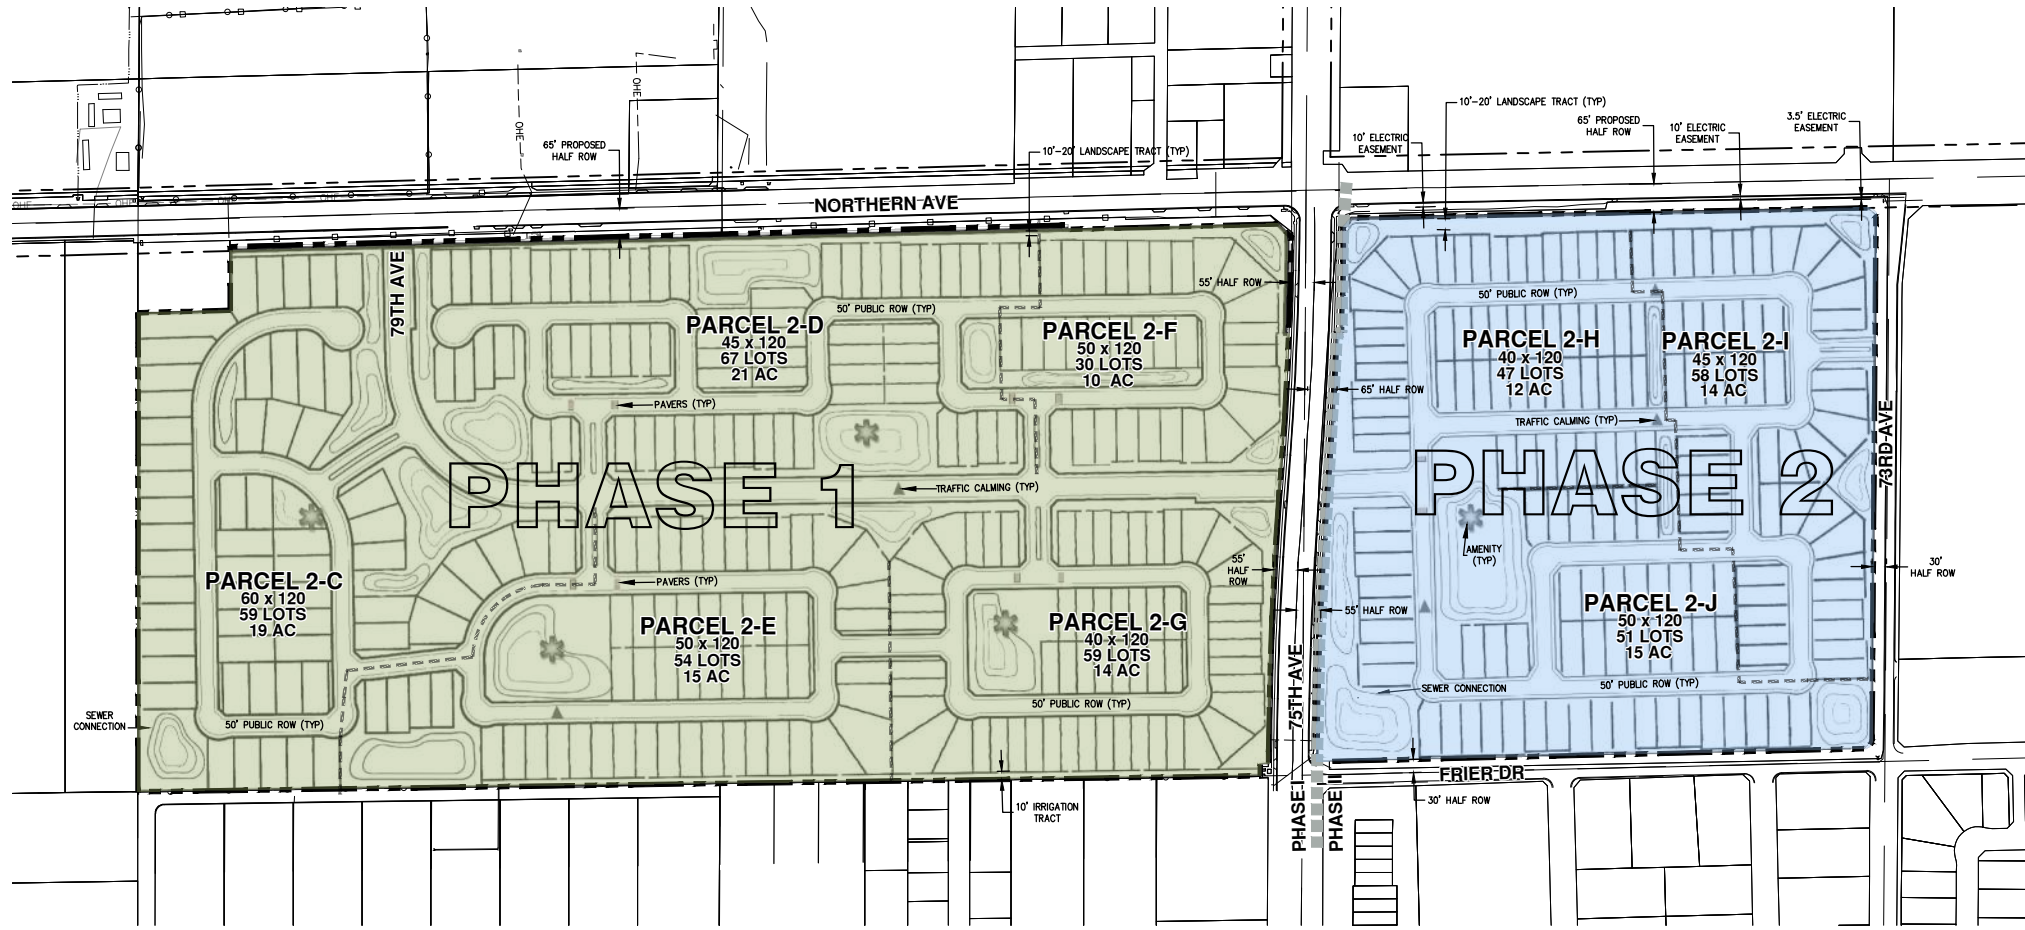 OHE
OHE
OHE
OHE
OHE
OHE
65' PROPOSED
HALF ROW
10'-20' LANDSCAPE TRACT (TYP)
10' ELECTRIC
EASEMENT
10'-20' LANDSCAPE TRACT (TYP)
65' PROPOSED
HALF ROW
10' ELECTRIC
EASEMENT
3.5' ELECTRIC
EASEMENT
NORTHERN AVE
79TH AVE
55' HALF ROW
50' PUBLIC ROW (TYP)
50' PUBLIC ROW (TYP)
PARCEL 2-D
45 x 120
67 LOTS
21 AC
PARCEL 2-F
50 x 120
30 LOTS
10 AC
PARCEL 2-H
40 x 120
47 LOTS
12 AC
PARCEL 2-I
45 x 120
58 LOTS
14 AC
65' HALF ROW
PAVERS (TYP)
TRAFFIC CALMING (TYP)
73RD AVE
PHASE 1
PHASE 2
TRAFFIC CALMING (TYP)
AMENITY
(TYP)
55'
HALF
ROW
30'
HALF ROW
PARCEL 2-C
60 x 120
59 LOTS
19 AC
PAVERS (TYP)
PARCEL 2-E
50 x 120
54 LOTS
15 AC
PARCEL 2-G
40 x 120
59 LOTS
14 AC
55' HALF ROW
PARCEL 2-J
50 x 120
51 LOTS
15 AC
75TH AVE
SEWER CONNECTION
50' PUBLIC ROW (TYP)
SEWER
CONNECTION
50' PUBLIC ROW (TYP)
50' PUBLIC ROW (TYP)
FRIER DR
10' IRRIGATION
TRACT
PHASE I
PHASE II
30' HALF ROW